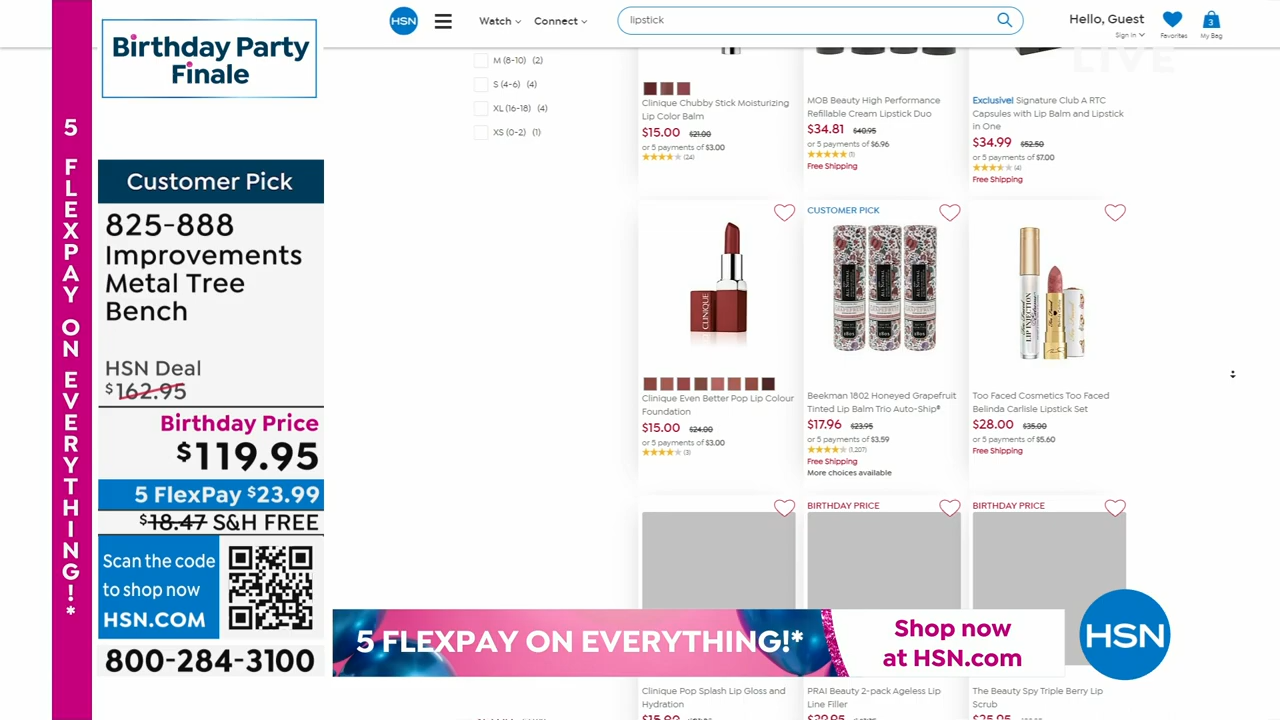 5 FLEXPAY ON EVERYTHING!*
Birthday Party
Finale
Customer Pick
825-888
Improvements
Metal Tree
Bench
HSN Deal
$162.95
Birthday Price
$119.95
5 FlexPay $23.99
$18.47 S&H FREE
Scan the code
to shop now
HSN.COM
800-284-3100
HSN
Watch
Connect
lipstick
Hello, Guest
Sign In
Favorites
3
My Bag
LIVE
M (8-10) (2)
S (4-6) (4)
XL (16-18) (4)
XS (0-2) (1)
Clinique Chubby Stick Moisturizing
Lip Color Balm
$15.00 $21.00
or 5 payments of $3.00
(24)
MOB Beauty High Performance
Refillable Cream Lipstick Duo
$34.81 $40.95
or 5 payments of $6.96
(1)
Free Shipping
Exclusive! Signature Club A RTC
Capsules with Lip Balm and Lipstick
in One
$34.99 $52.50
or 5 payments of $7.00
(4)
Free Shipping
CLINIQUE
Clinique Even Better Pop Lip Colour
Foundation
$15.00 $24.00
or 5 payments of $3.00
(3)
CUSTOMER PICK
Beekman 1802 Honeyed Grapefruit
Tinted Lip Balm Trio Auto-Ship®
$17.96 $23.95
or 5 payments of $3.59
(1,207)
Free Shipping
More choices available
LIP INJECTION
Too Faced Cosmetics Too Faced
Belinda Carlisle Lipstick Set
$28.00 $35.00
or 5 payments of $5.60
Free Shipping
BIRTHDAY PRICE
BIRTHDAY PRICE
5 FLEXPAY ON EVERYTHING!*
Shop now
at HSN.com
HSN
Clinique Pop Splash Lip Gloss and
Hydration
PRAI Beauty 2-pack Ageless Lip
Line Filler
The Beauty Spy Triple Berry Lip
Scrub